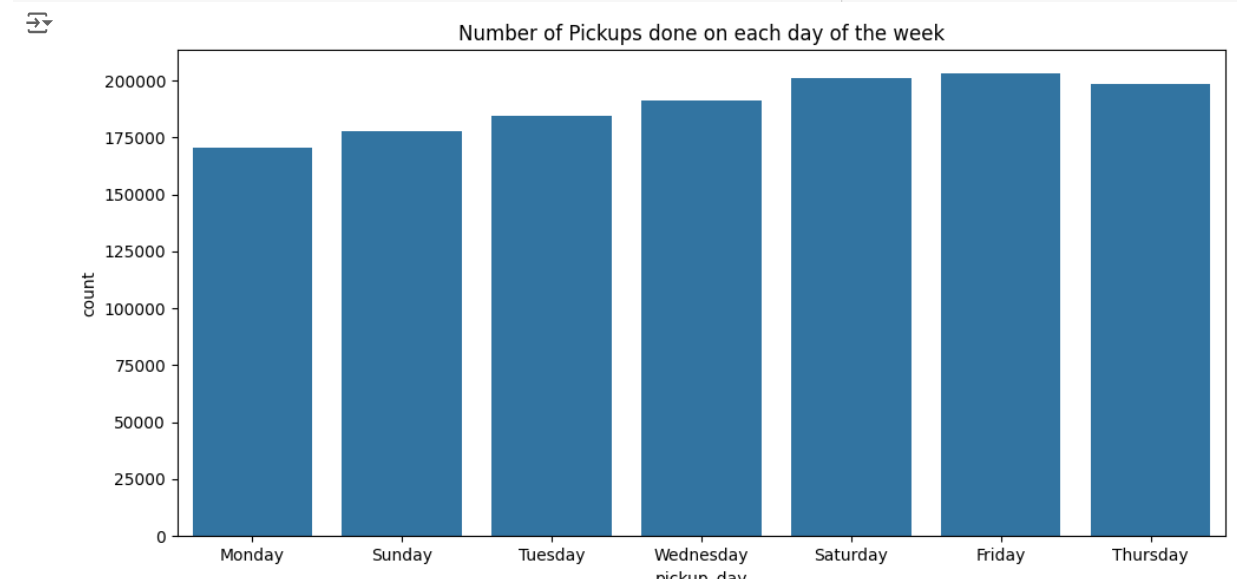 Number of Pickups done on each day of the week
200000
175000
150000
125000
100000
75000
50000
25000
0
count
Monday Sunday Tuesday Wednesday Saturday Friday Thursday
pickup_day